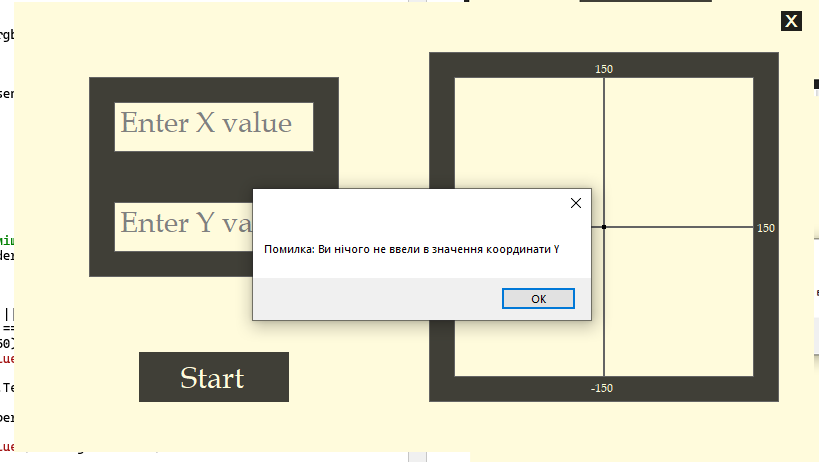 X
150
Enter X value
Enter Y va
150
Помилка: Ви нічого не ввели в значення координати Y
OK
Start
-150